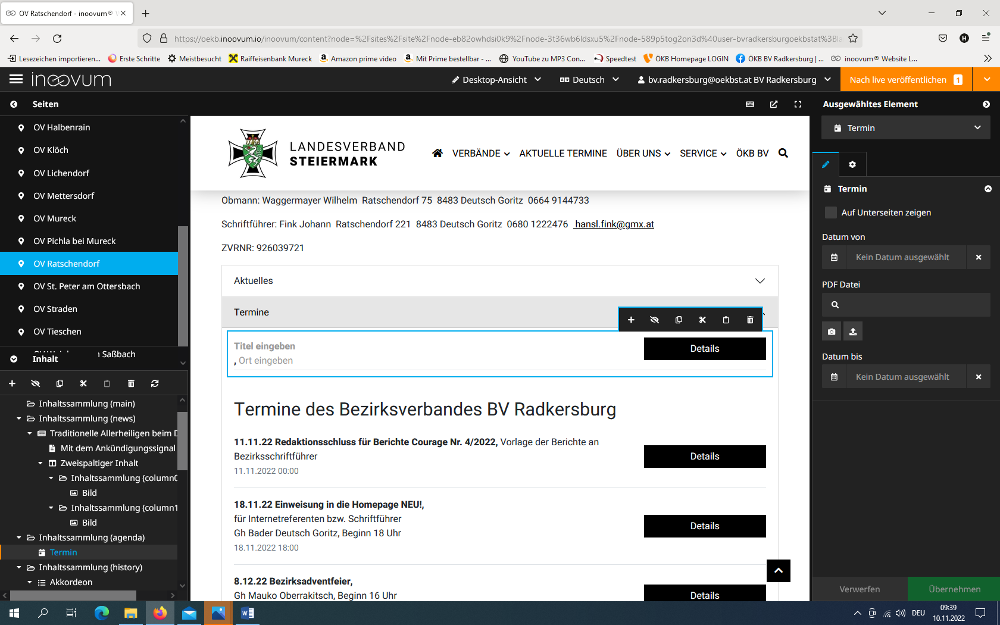 OV Ratschendorf - inoovum®
https://oekb.inoovum.io/inoovum/content?node=%2Fsites%2Fsite%2Fnode-eb82owhdsi0k9%2Fnode-3t36wb6ldsxu5%2Fnode-589p5tog2on3d%40user-bvradkersburgoekbstat%3Bla
Lesezeichen importieren...
Erste Schritte
Meistbesucht
Raiffeisenbank Mureck
Amazon prime video
Mit Prime bestellbar - ...
YouTube zu MP3 Con...
Speedtest
ÖKB Homepage LOGIN
ÖKB BV Radkersburg | ...
inoovum® Website L...
inoovum
Desktop-Ansicht
Deutsch
bv.radkersburg@oekbst.at BV Radkersburg
Nach live veröffentlichen 1
Seiten
OV Halbenrain
OV Klöch
OV Lichendorf
OV Mettersdorf
OV Mureck
OV Pichla bei Mureck
OV Ratschendorf
OV St. Peter am Ottersbach
OV Straden
OV Tieschen
Saßbach
Inhalt
Inhaltssammlung (main)
Inhaltssammlung (news)
Traditionelle Allerheiligen beim D
Mit dem Ankündigungssignal
Zweispaltiger Inhalt
Inhaltssammlung (column0
Bild
Inhaltssammlung (column1
Bild
Inhaltssammlung (agenda)
Termin
Inhaltssammlung (history)
Akkordeon
LANDESVERBAND
STEIERMARK
VERBÄNDE
AKTUELLE TERMINE
ÜBER UNS
SERVICE
ÖKB BV
Obmann: Waggermayer Wilhelm  Ratschendorf 75  8483 Deutsch Goritz  0664 9144733
Schriftführer: Fink Johann  Ratschendorf 221  8483 Deutsch Goritz  0680 1222476  hansl.fink@gmx.at
ZVRNR: 926039721
Aktuelles
Termine
Titel eingeben
, Ort eingeben
Details
Termine des Bezirksverbandes BV Radkersburg
11.11.22 Redaktionsschluss für Berichte Courage Nr. 4/2022, Vorlage der Berichte an
Bezirksschriftführer
11.11.2022 00:00
Details
18.11.22 Einweisung in die Homepage NEU!,
für Internetreferenten bzw. Schriftführer
Gh Bader Deutsch Goritz, Beginn 18 Uhr
18.11.2022 18:00
Details
8.12.22 Bezirksadventfeier,
Gh Mauko Oberrakitsch, Beginn 16 Uhr
Details
Ausgewähltes Element
Termin
Termin
Auf Unterseiten zeigen
Datum von
Kein Datum ausgewählt
PDF Datei
Datum bis
Kein Datum ausgewählt
Verwerfen
Übernehmen
DEU
09:39
10.11.2022